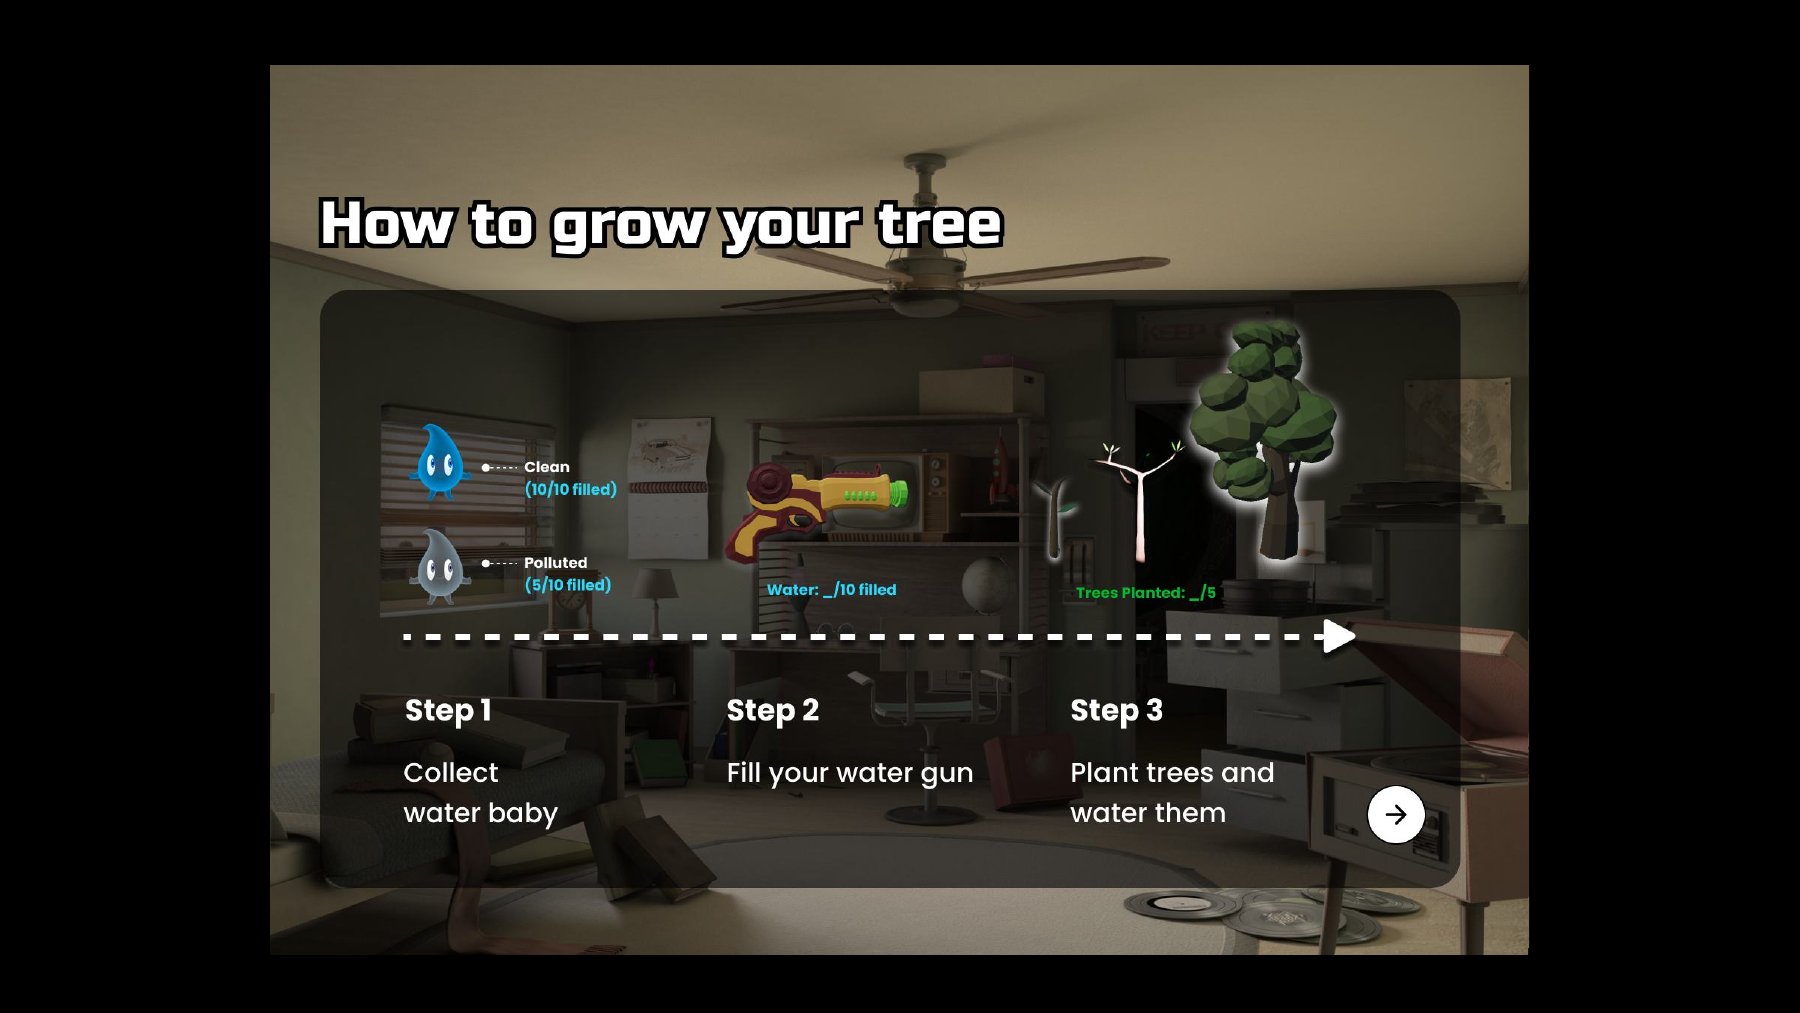 How to grow your tree
KEEP
Clean
(10/10 filled)
Polluted
(5/10 filled)
Water: _/10 filled
Trees Planted: _/5
Step 1
Collect
water baby
Step 2
Fill your water gun
Step 3
Plant trees and
water them